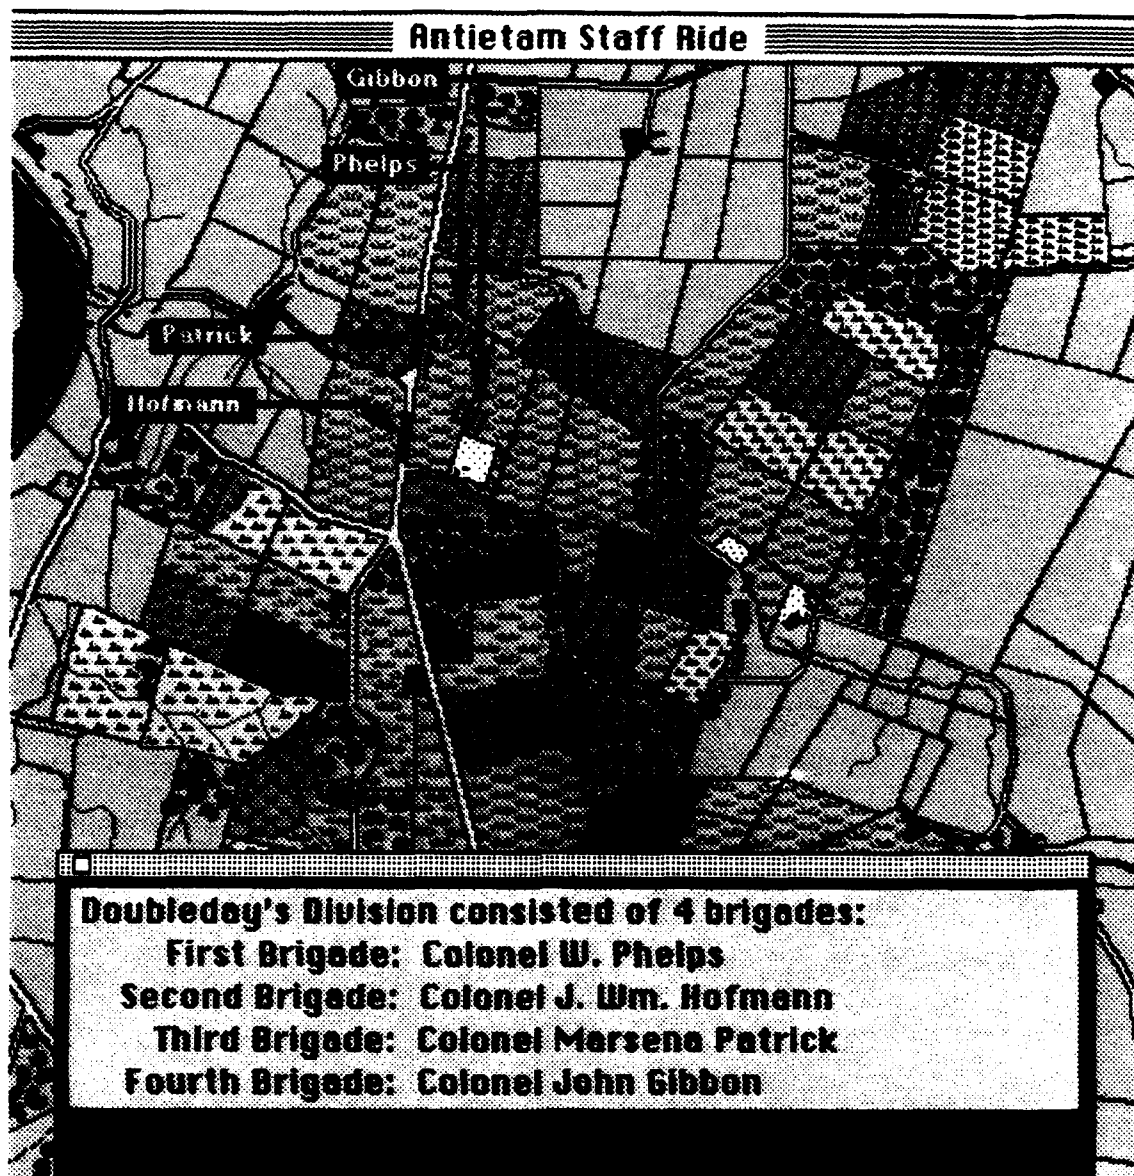 Antietam Staff Ride
Gibbon
Phelps
Patrick
Hofmann
Doubleday's Division consisted of 4 brigades:
First Brigade: Colonel W. Phelps
Second Brigade: Colonel J. Wm. Hofmann
Third Brigade: Colonel Marsena Patrick
Fourth Brigade: Colonel John Gibbon